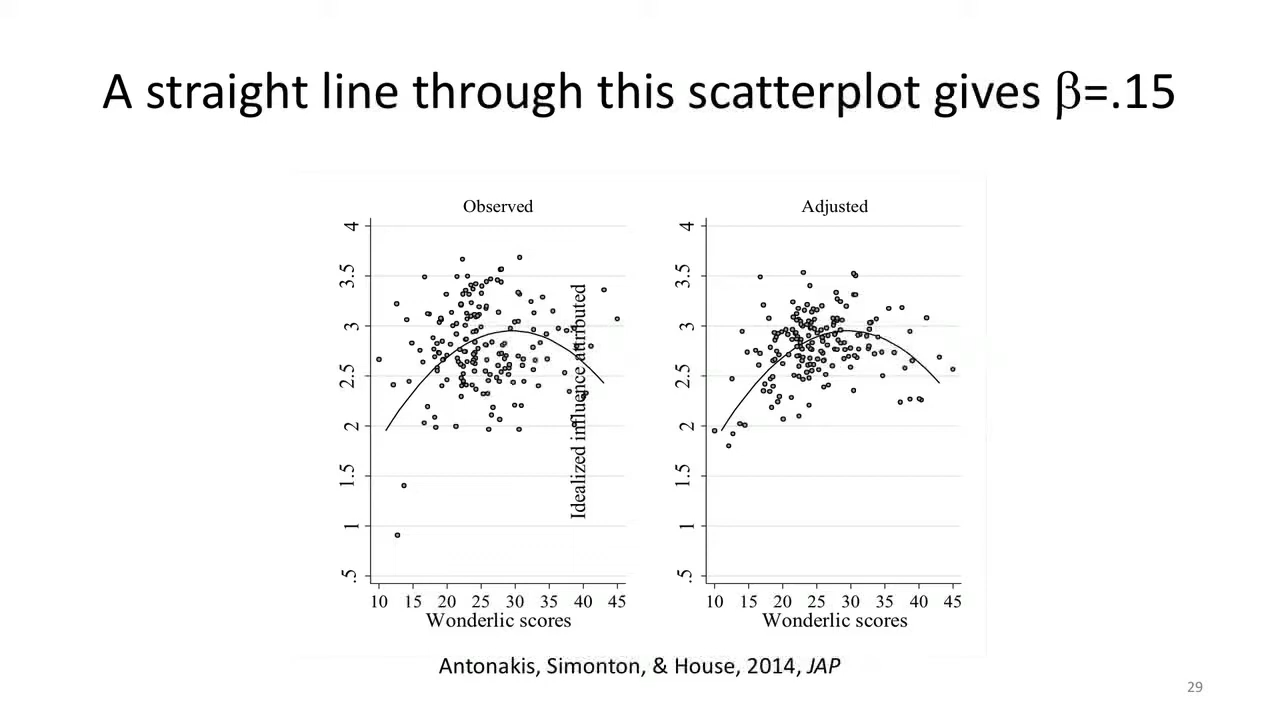 A straight line through this scatterplot gives β=.15
Observed
4
3.5
3
2.5
2
1.5
1
.5
10 15 20 25 30 35 40 45
Wonderlic scores
Idealized influence attributed
Adjusted
4
3.5
3
2.5
2
1.5
1
.5
10 15 20 25 30 35 40 45
Wonderlic scores
Antonakis, Simonton, & House, 2014, JAP
29